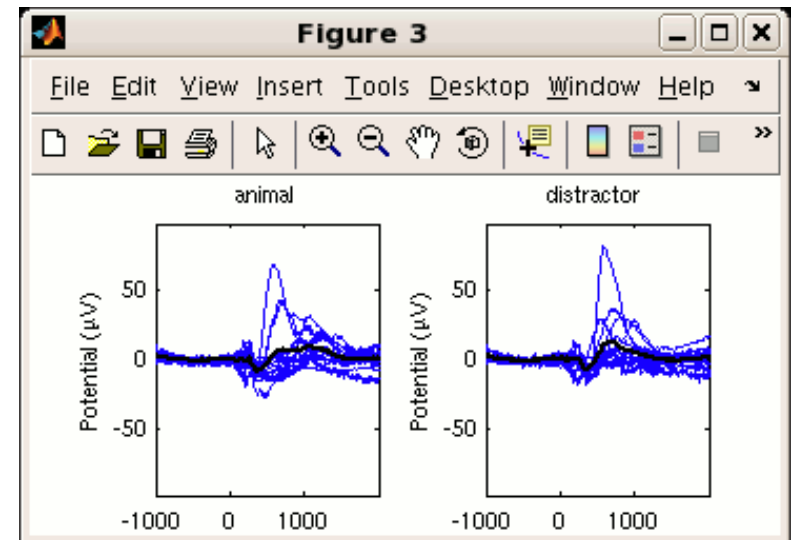 Figure 3
File Edit View Insert Tools Desktop Window Help
animal distractor
Potential (μV)
50
0
-50
-1000 0 1000
Potential (μV)
50
0
-50
-1000 0 1000